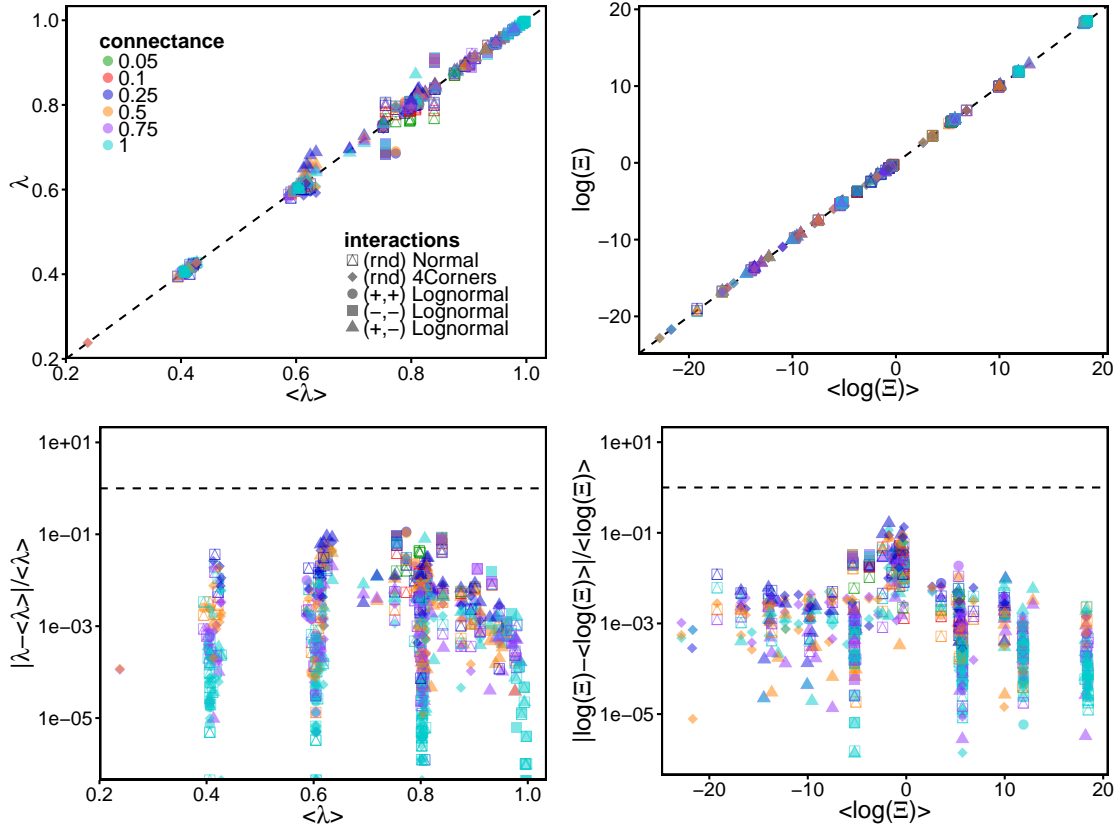 connectance
0.05
0.1
0.25
0.5
0.75
1
interactions
(rnd) Normal
(rnd) 4Corners
(+,+) Lognormal
(−,−) Lognormal
(+,−) Lognormal
1.0
0.8
0.6
0.4
0.2
λ
0.2 0.4 0.6 0.8 1.0
<λ>
20
10
0
−10
−20
log(Ξ)
−20 −10 0 10 20
<log(Ξ)>
1e+01
1e−01
1e−03
1e−05
|λ−<λ>|/<λ>
0.2 0.4 0.6 0.8 1.0
<λ>
1e+01
1e−01
1e−03
1e−05
|log(Ξ)−<log(Ξ)>|/<log(Ξ)>
−20 −10 0 10 20
<log(Ξ)>